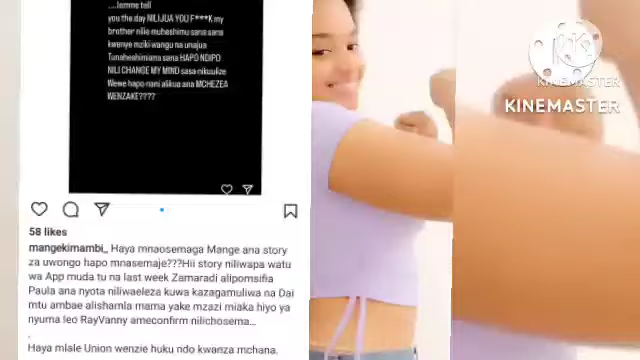 ....lemme tell
you the day NILIJUA YOU F***K my
brother nilie muheshimu sana sana
kwenye mziki wangu na unajua
Tunaheshimiana sana HAPO NDIPO
NILI CHANGE MY MIND sasa nikuulize
Wewe hapo nani alikua ana MCHEZEA
WENZAKE????
58 likes
mangekimambi_ Haya mnaosemaga Mange ana story
za uwongo hapo mnasemaje???Hii story niliwapa watu
wa App muda tu na last week Zamaradi alipomsifia
Paula ana nyota niliwaeleza kuwa kazagamuliwa na Dai
mtu ambae alishamla mama yake mzazi miaka hiyo ya
nyuma leo RayVanny ameconfirm nilichosema...
.
Haya mlale Union wenzie huku ndo kwanza mchana.
KINEMASTER
KINEMASTER